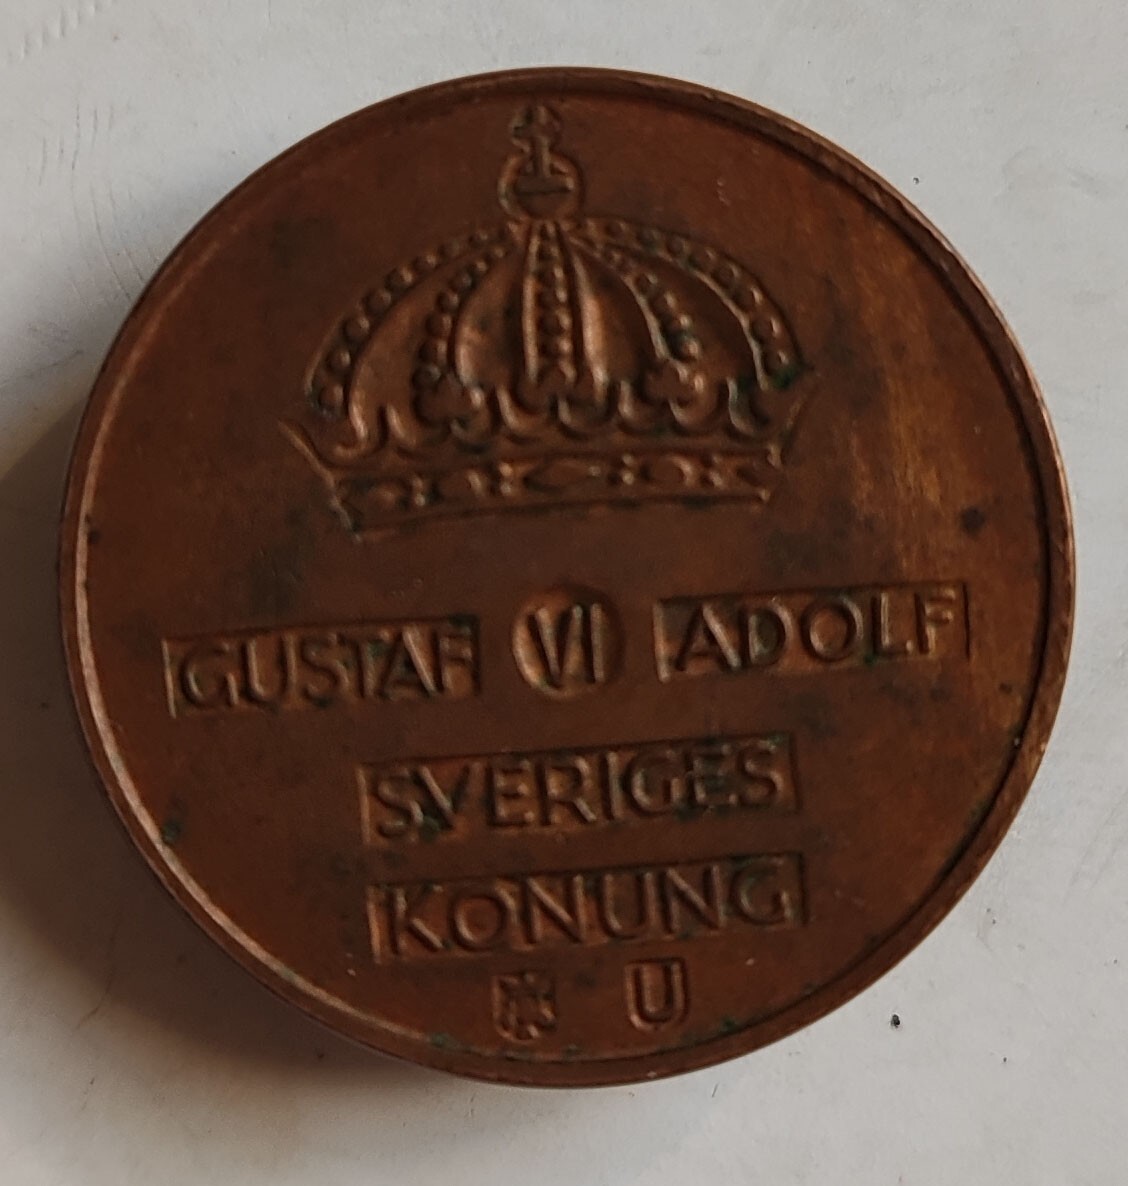 GUSTAF VI ADOLF
SVERIGES
KONUNG
U